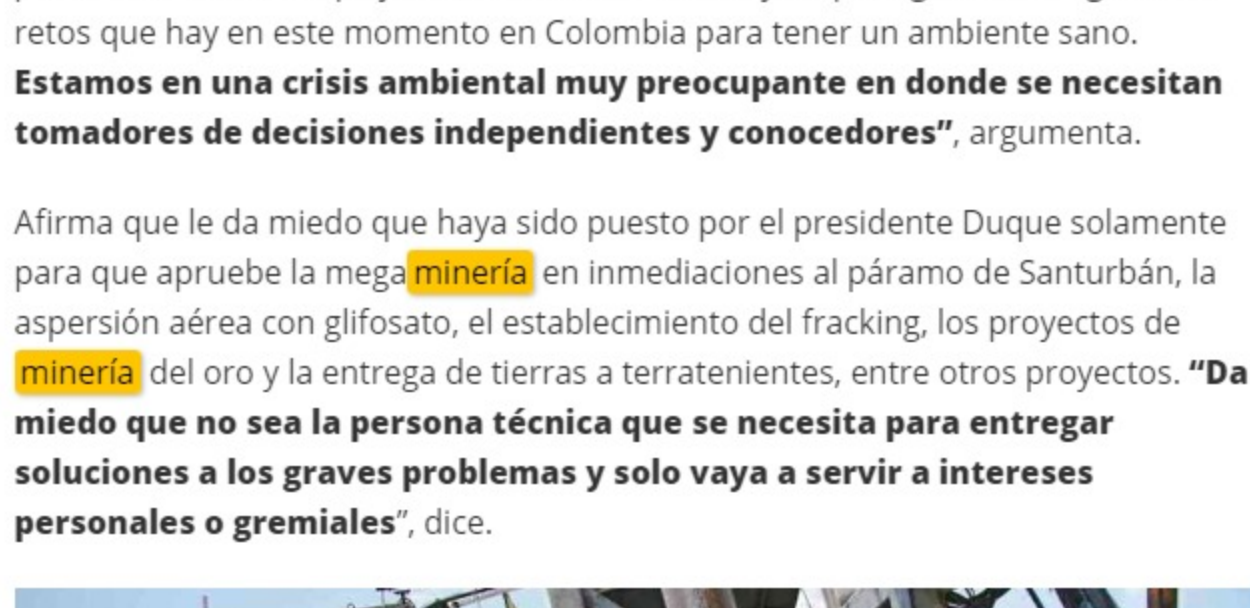 retos que hay en este momento en Colombia para tener un ambiente sano.
Estamos en una crisis ambiental muy preocupante en donde se necesitan
tomadores de decisiones independientes y conocedores”, argumenta.
Afirma que le da miedo que haya sido puesto por el presidente Duque solamente
para que apruebe la mega minería en inmediaciones al páramo de Santurbán, la
aspersión aérea con glifosato, el establecimiento del fracking, los proyectos de
minería del oro y la entrega de tierras a terratenientes, entre otros proyectos. “Da
miedo que no sea la persona técnica que se necesita para entregar
soluciones a los graves problemas y solo vaya a servir a intereses
personales o gremiales”, dice.